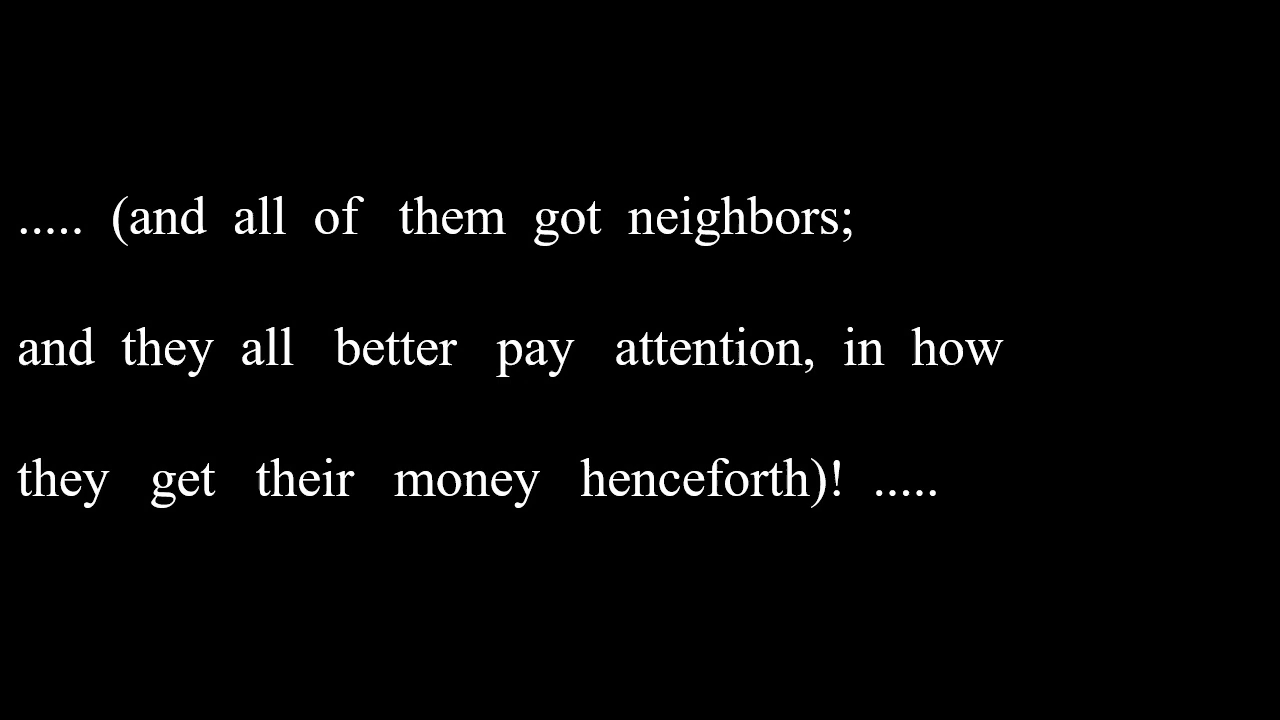 .....  (and  all  of   them  got  neighbors;
and  they  all   better   pay   attention,  in  how
they   get   their   money   henceforth)!  .....